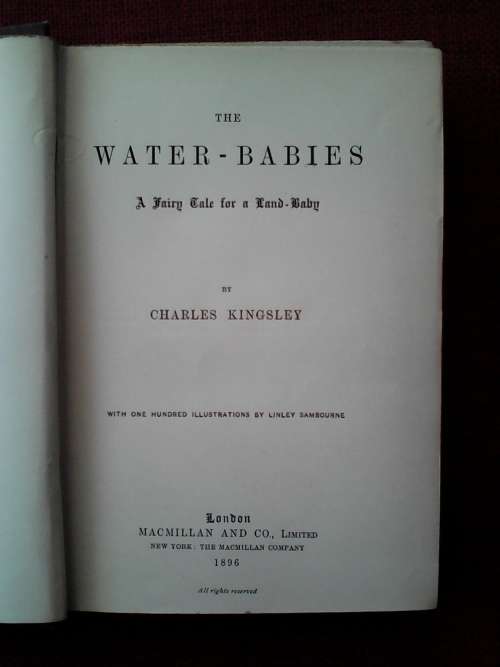 THE
WATER-BABIES
A Fairy Tale for a Land-Baby
BY
CHARLES KINGSLEY
WITH ONE HUNDRED ILLUSTRATIONS BY LINLEY SAMBOURNE
London
MACMILLAN AND CO., LIMITED
NEW YORK: THE MACMILLAN COMPANY
1896
All rights reserved